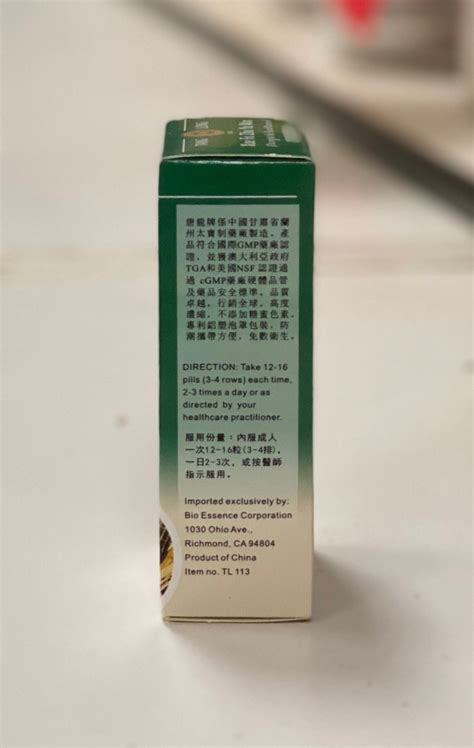 TANG LONG
唐龍牌係中國甘肅省蘭
州太寶制藥廠製造。產
品符合國際GMP藥廠認
證，並獲澳大利亞政府
TGA和美國NSF 認證通
過 cGMP藥廠硬體品管
及藥品安全標準。品質
卓越，行銷全球。高度
濃縮，不添加糖蜜色素。
專利鋁塑泡罩包裝，防
潮攜帶方便，免數衛生。
DIRECTION: Take 12-16
pills (3-4 rows) each time,
2-3 times a day or as
directed by your
healthcare practitioner.
服用份量：內服成人
一次12-16粒(3-4排)，
一日2-3次，或按醫師
指示服用。
Imported exclusively by:
Bio Essence Corporation
1030 Ohio Ave.,
Richmond, CA 94804
Product of China
Item no. TL 113